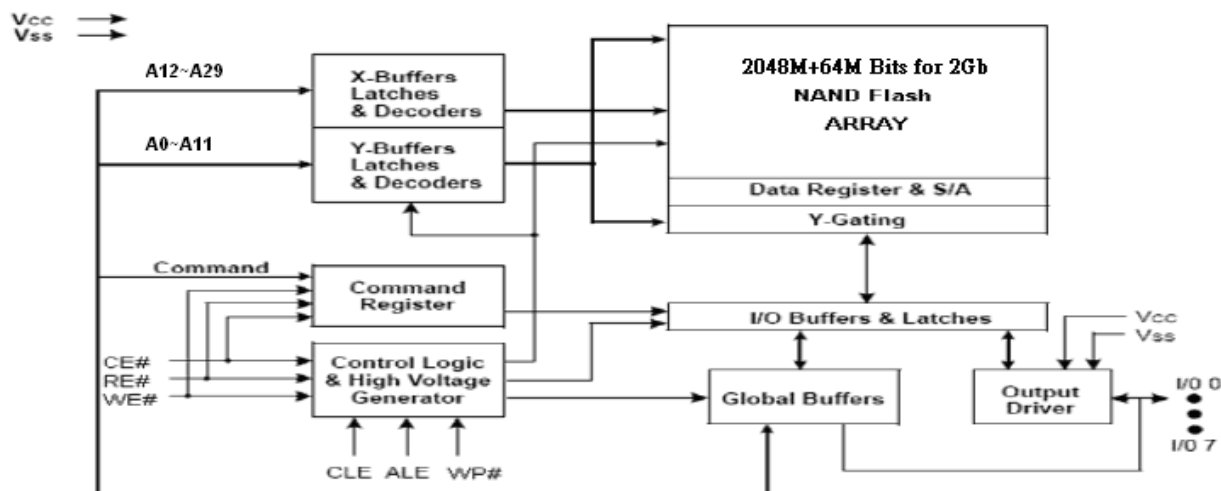 Vcc
Vss
A12~A29
X-Buffers
Latches
& Decoders
A0~A11
Y-Buffers
Latches
& Decoders
2048M+64M Bits for 2Gb
NAND Flash
ARRAY
Data Register & S/A
Y-Gating
Command
Command
Register
I/O Buffers & Latches
Vcc
Vss
CE#
RE#
WE#
Control Logic
& High Voltage
Generator
Global Buffers
Output
Driver
I/O 0
I/O 7
CLE ALE WP#